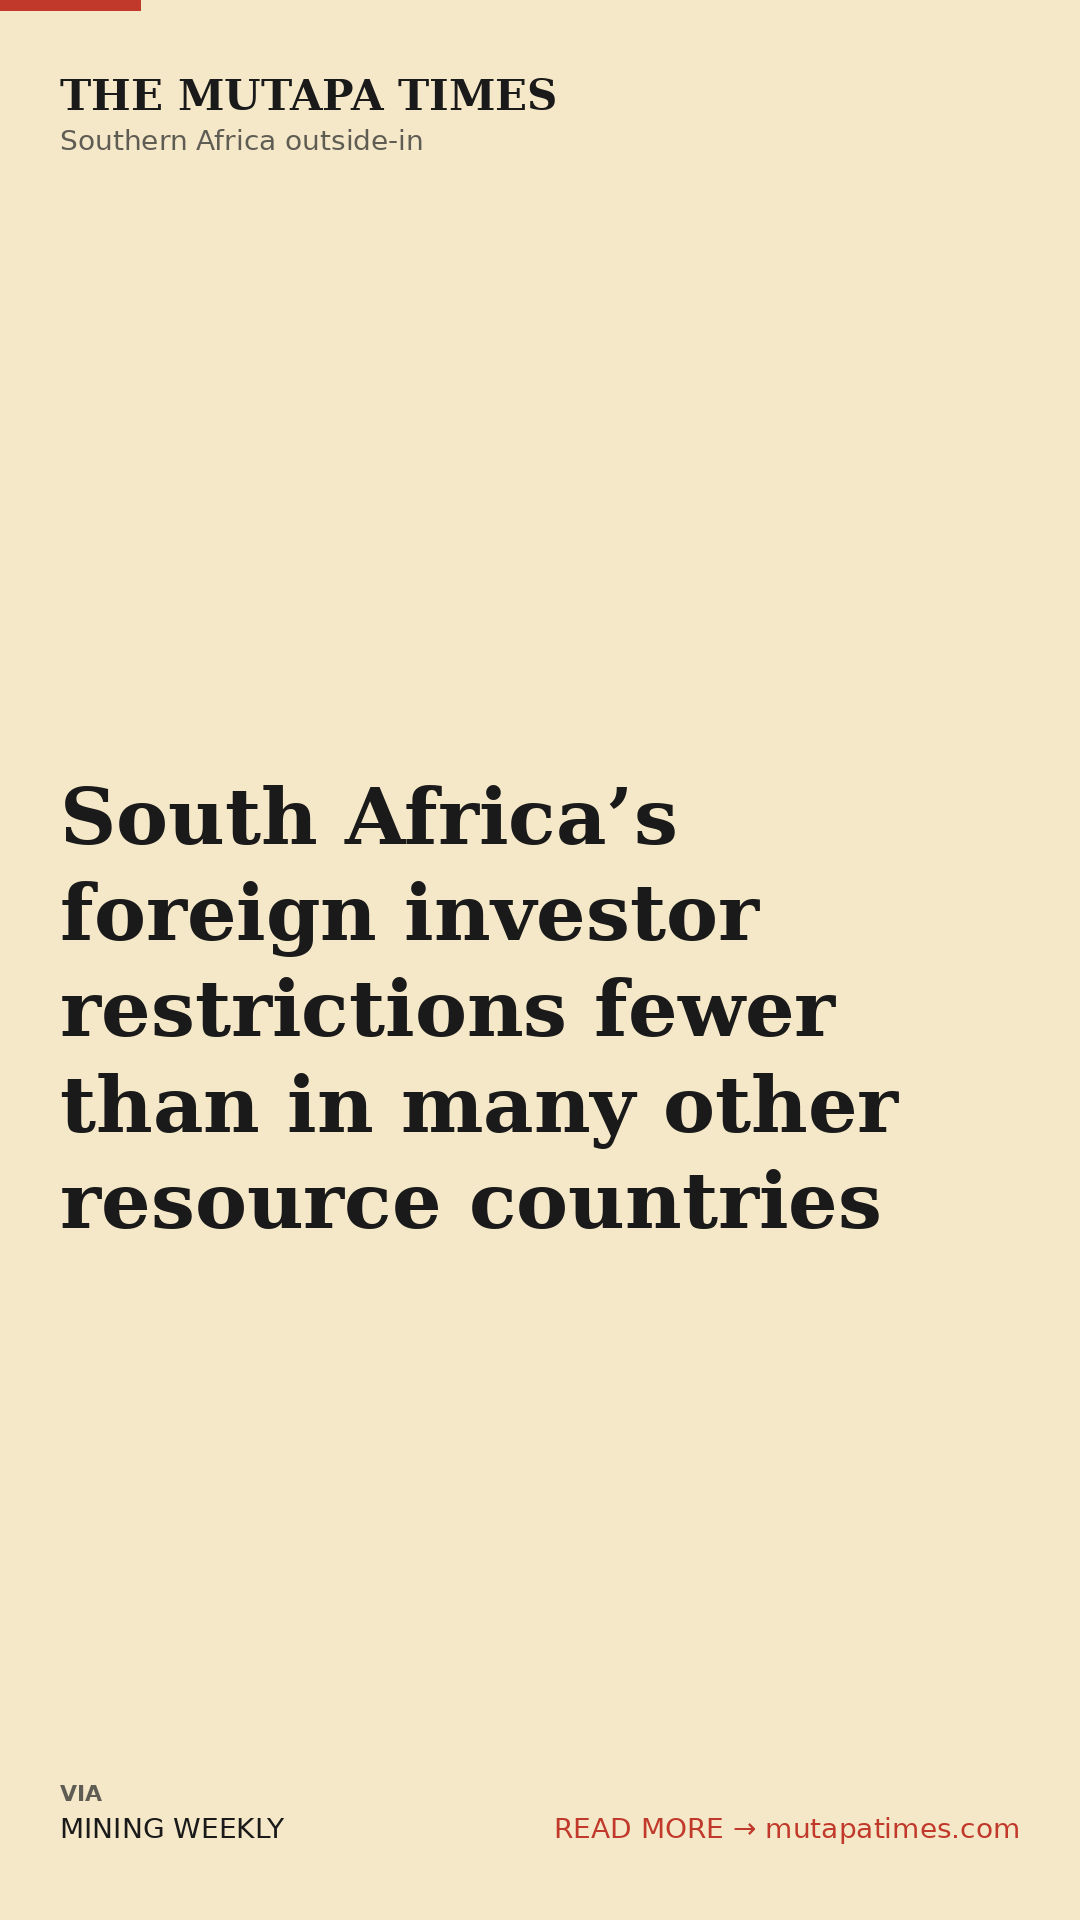 THE MUTAPA TIMES
Southern Africa outside-in
South Africa’s
foreign investor
restrictions fewer
than in many other
resource countries
VIA
MINING WEEKLY
READ MORE → mutapatimes.com